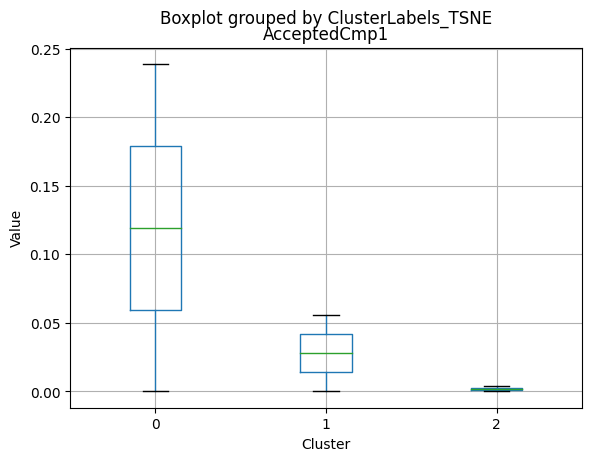 Boxplot grouped by ClusterLabels_TSNE
AcceptedCmp1
0.25
0.20
0.15
0.10
0.05
0.00
Value
0 1 2
Cluster